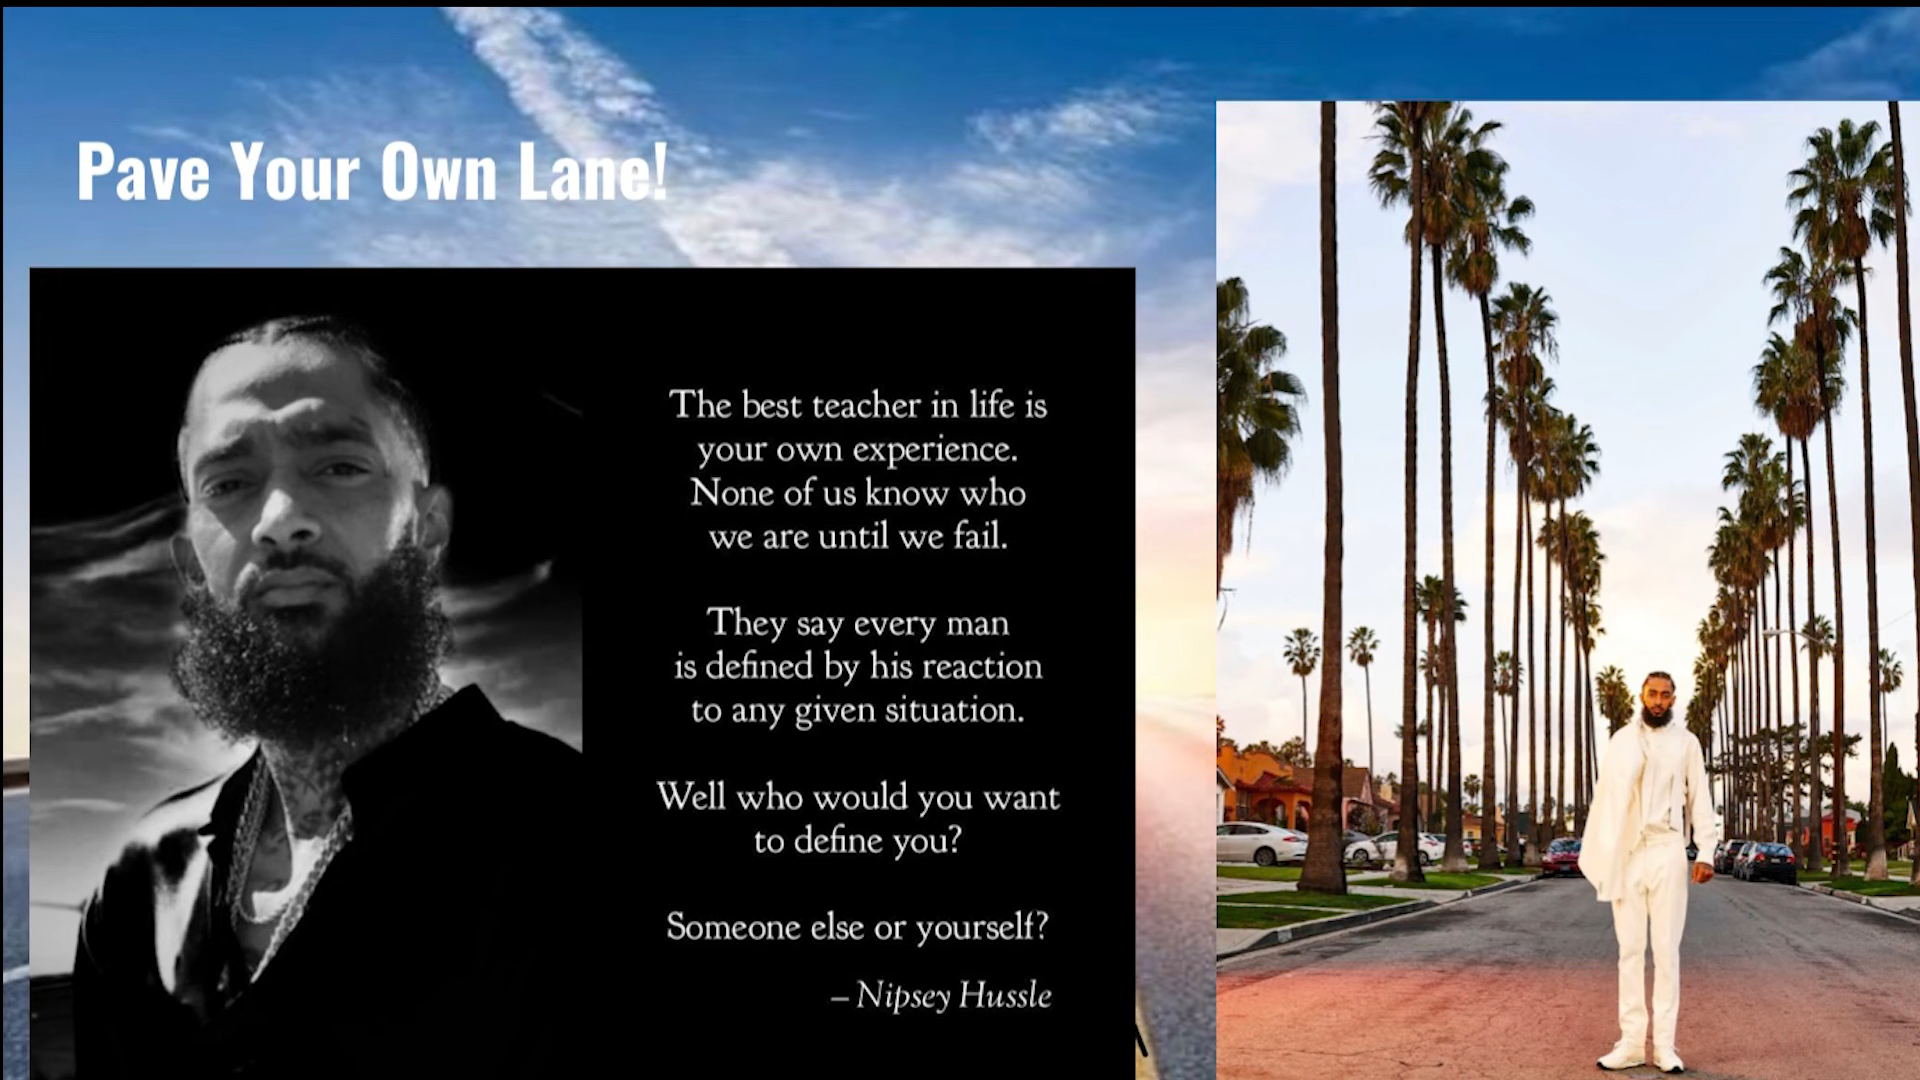 Pave Your Own Lane!
The best teacher in life is
your own experience.
None of us know who
we are until we fail.
They say every man
is defined by his reaction
to any given situation.
Well who would you want
to define you?
Someone else or yourself?
– Nipsey Hussle